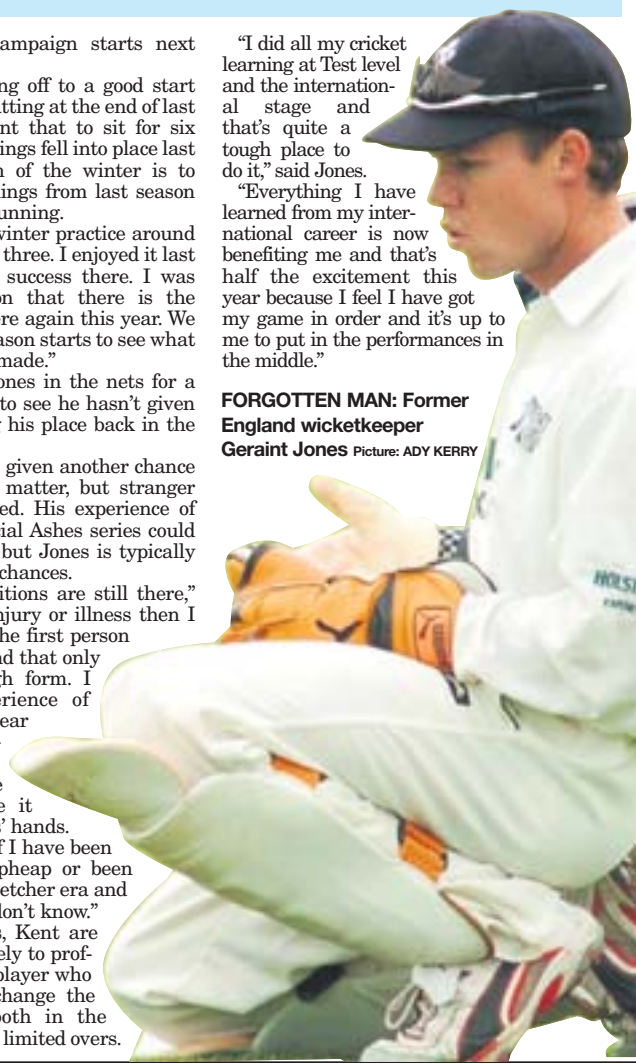 ampaign starts next
ng off to a good start
tting at the end of last
nt that to sit for six
ings fell into place last
n of the winter is to
ings from last season
unning.
winter practice around
three. I enjoyed it last
success there. I was
on that there is the
ere again this year. We
ason starts to see what
made.”
ones in the nets for a
to see he hasn't given
g his place back in the
given another chance
matter, but stranger
ed. His experience of
cial Ashes series could
but Jones is typically
chances.
itions are still there,”
njury or illness then I
he first person
nd that only
gh form. I
erience of
ear
e
e it
s’ hands.
f I have been
pheap or been
etcher era and
don’t know.”
s, Kent are
ely to prof-
player who
change the
both in the
limited overs.
“I did all my cricket
learning at Test level
and the internation-
al stage and
that’s quite a
tough place to
do it,” said Jones.
“Everything I have
learned from my inter-
national career is now
benefiting me and that’s
half the excitement this
year because I feel I have got
my game in order and it’s up to
me to put in the performances in
the middle.”
FORGOTTEN MAN: Former
England wicketkeeper
Geraint Jones Picture: ADY KERRY
HOLS